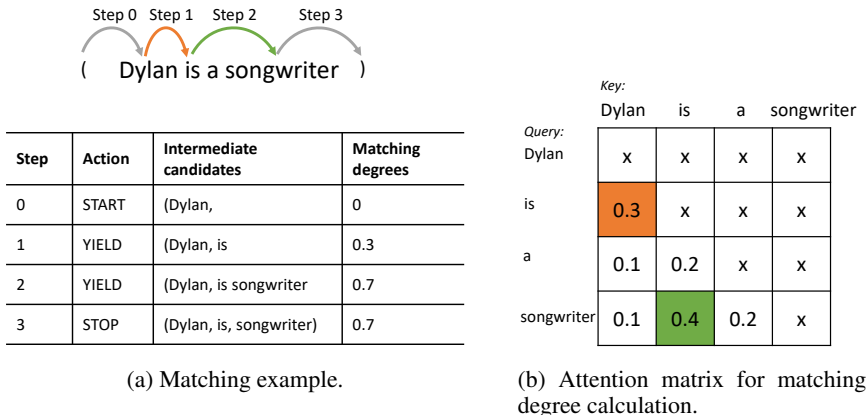 Step 0 Step 1 Step 2 Step 3
( Dylan is a songwriter )
Step Action Intermediate candidates Matching degrees
0 START (Dylan, 0
1 YIELD (Dylan, is 0.3
2 YIELD (Dylan, is songwriter 0.7
3 STOP (Dylan, is, songwriter) 0.7
(a) Matching example.
Key:
Dylan is a songwriter
Query:
Dylan x x x x
is 0.3 x x x
a 0.1 0.2 x x
songwriter 0.1 0.4 0.2 x
(b) Attention matrix for matching
degree calculation.